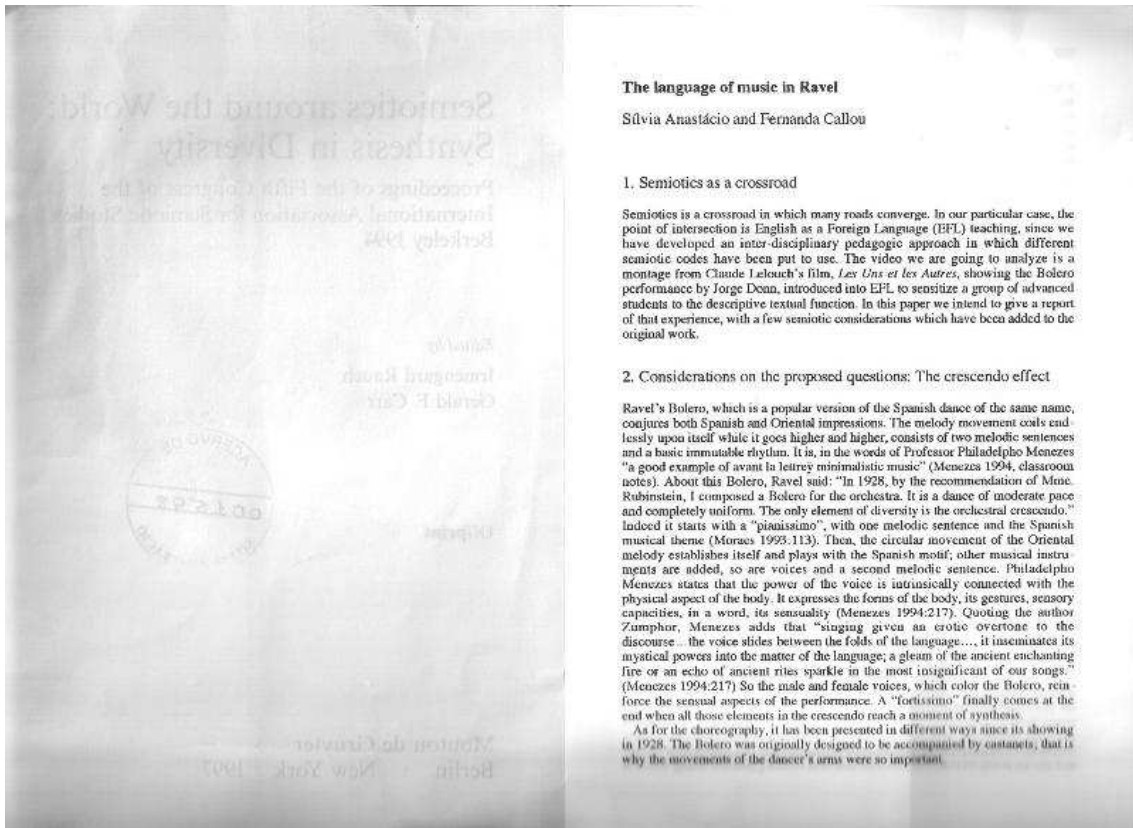 Semiotics around the World:
Synthesis in Diversity
Proceedings of the Fifth Congress of the
International Association for Semiotic Studies
Berkeley 1994
Edited by
Irmengard Rauch
Gerald F. Carr
Offprint
Mouton de Gruyter
Berlin · New York 1997
The language of music in Ravel
Sílvia Anastácio and Fernanda Callou
1. Semiotics as a crossroad
Semiotics is a crossroad in which many roads converge. In our particular case, the
point of intersection is English as a Foreign Language (EFL) teaching, since we
have developed an inter-disciplinary pedagogic approach in which different
semiotic codes have been put to use. The video we are going to analyze is a
montage from Claude Lelouch's film, Les Uns et les Autres, showing the Bolero
performance by Jorge Donn, introduced into EFL to sensitize a group of advanced
students to the descriptive textual function. In this paper we intend to give a report
of that experience, with a few semiotic considerations which have been added to the
original work.
2. Considerations on the proposed questions: The crescendo effect
Ravel's Bolero, which is a popular version of the Spanish dance of the same name,
conjures both Spanish and Oriental impressions. The melody movement coils end-
lessly upon itself while it goes higher and higher, consists of two melodic sentences
and a basic immutable rhythm. It is, in the words of Professor Philadelpho Menezes
"a good example of avant la lettrey minimalistic music" (Menezes 1994, classroom
notes). About this Bolero, Ravel said: "In 1928, by the recommendation of Mme.
Rubinstein, I composed a Bolero for the orchestra. It is a dance of moderate pace
and completely uniform. The only element of diversity is the orchestral crescendo."
Indeed it starts with a "pianissimo", with one melodic sentence and the Spanish
musical theme (Moraes 1993:113). Then, the circular movement of the Oriental
melody establishes itself and plays with the Spanish motif; other musical instru-
ments are added, so are voices and a second melodic sentence. Philadelpho
Menezes states that the power of the voice is intrinsically connected with the
physical aspect of the body. It expresses the forms of the body, its gestures, sensory
capacities, in a word, its sensuality (Menezes 1994:217). Quoting the author
Zumphor, Menezes adds that "singing given an erotic overtone to the
discourse... the voice slides between the folds of the language..., it inseminates its
mystical powers into the matter of the language; a gleam of the ancient enchanting
fire or an echo of ancient rites sparkle in the most insignificant of our songs."
(Menezes 1994:217) So the male and female voices, which color the Bolero, rein-
force the sensual aspects of the performance. A "fortissimo" finally comes at the
end when all those elements in the crescendo reach a moment of synthesis.
As for the choreography, it has been presented in different ways since its showing
in 1928. The Bolero was originally designed to be accompanied by castanets, that is
why the movements of the dancer's arms were so important.